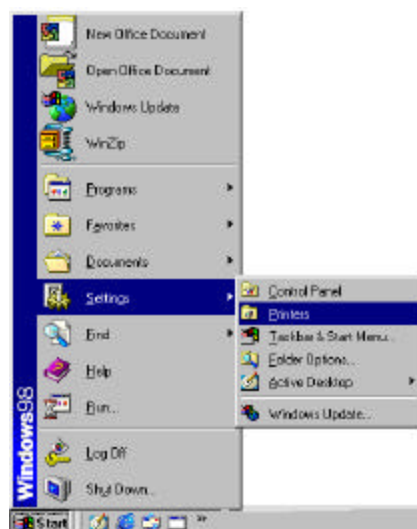 New Office Document
Open Office Document
Windows Update
WinZip
Programs
Favorites
Documents
Settings
Find
Help
Run...
Log Off
Shut Down...
Control Panel
Printers
Taskbar & Start Menu...
Folder Options...
Active Desktop
Windows Update...
Windows98
Start